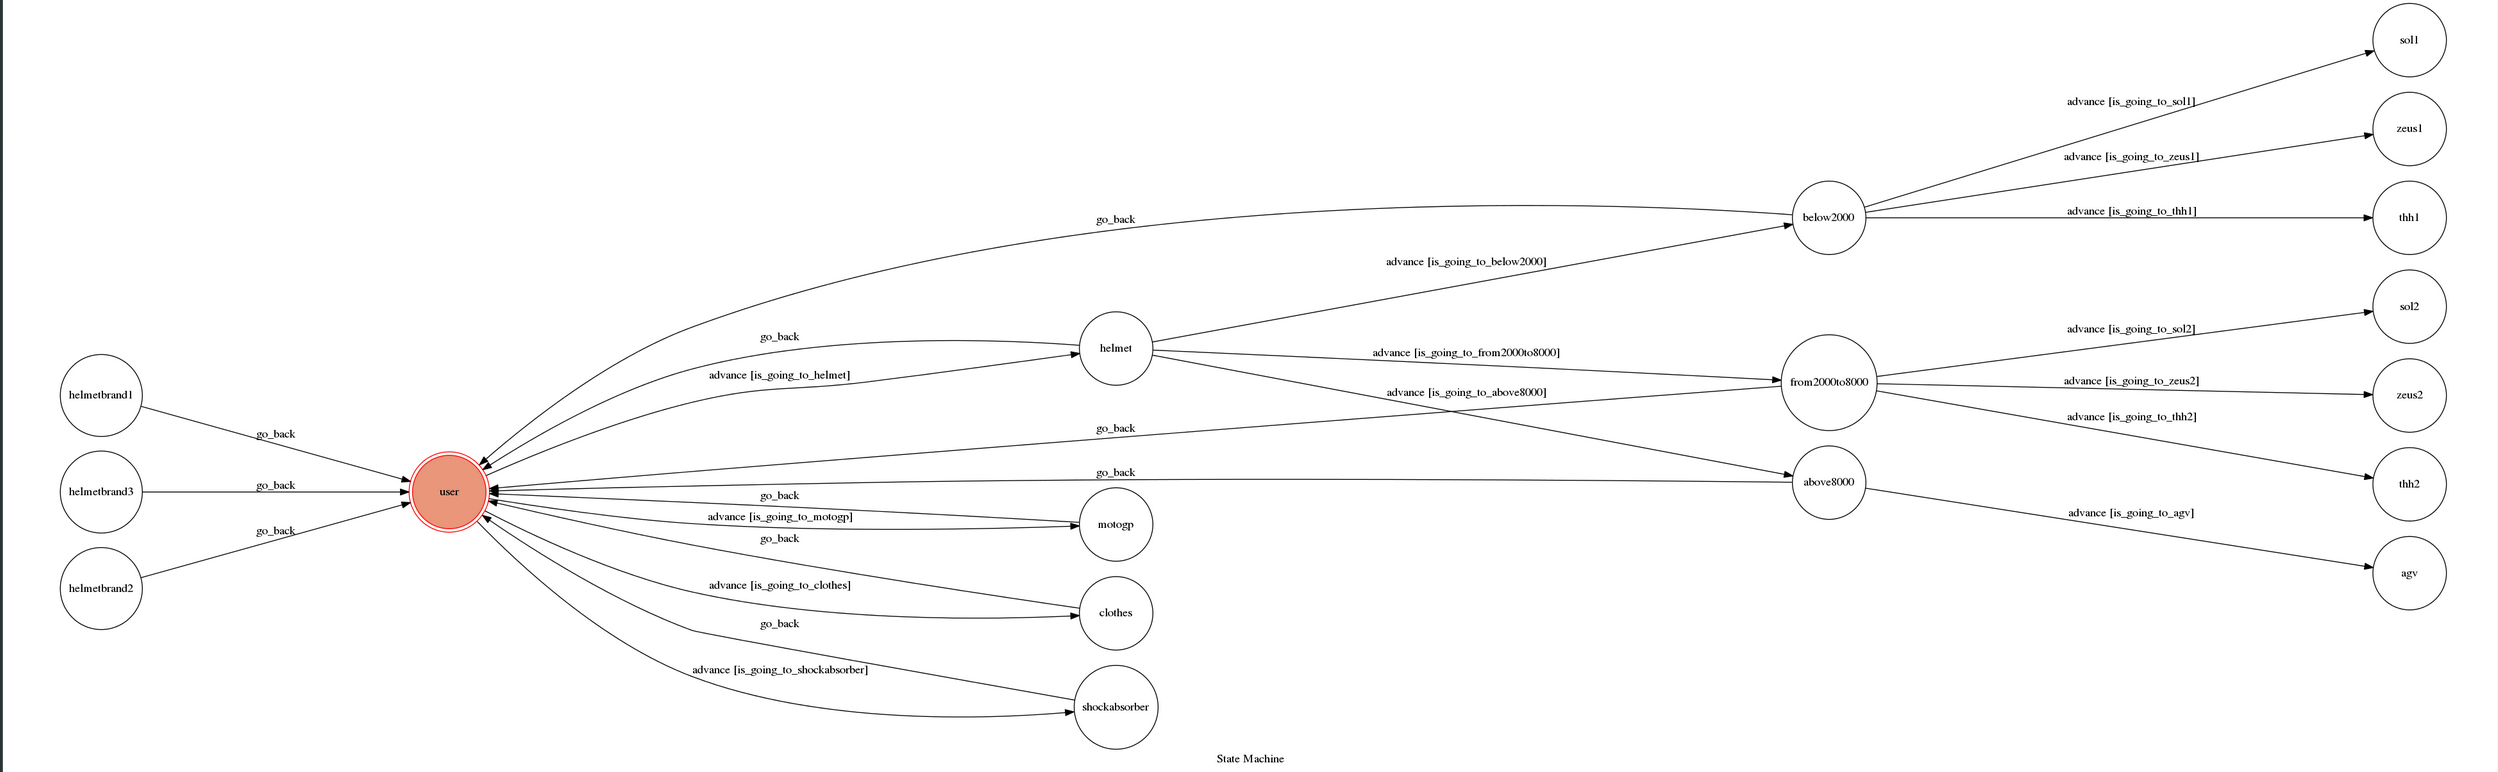 sol1
advance [is_going_to_sol1]
zeus1
advance [is_going_to_zeus1]
go_back
below2000
advance [is_going_to_thh1]
thh1
advance [is_going_to_below2000]
sol2
advance [is_going_to_sol2]
go_back
helmet
advance [is_going_to_from2000to8000]
advance [is_going_to_helmet]
from2000to8000
advance [is_going_to_zeus2]
helmetbrand1
advance [is_going_to_above8000]
zeus2
advance [is_going_to_thh2]
go_back
go_back
go_back
above8000
thh2
helmetbrand3
go_back
user
go_back
advance [is_going_to_motogp]
motogp
advance [is_going_to_agv]
go_back
go_back
agv
helmetbrand2
advance [is_going_to_clothes]
clothes
go_back
advance [is_going_to_shockabsorber]
shockabsorber
State Machine